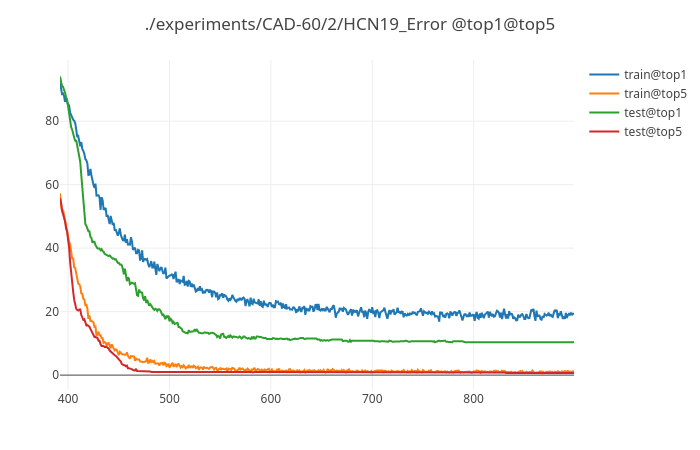 ./experiments/CAD-60/2/HCN19_Error @top1@top5
train@top1
train@top5
test@top1
test@top5
80
60
40
20
0
400 500 600 700 800